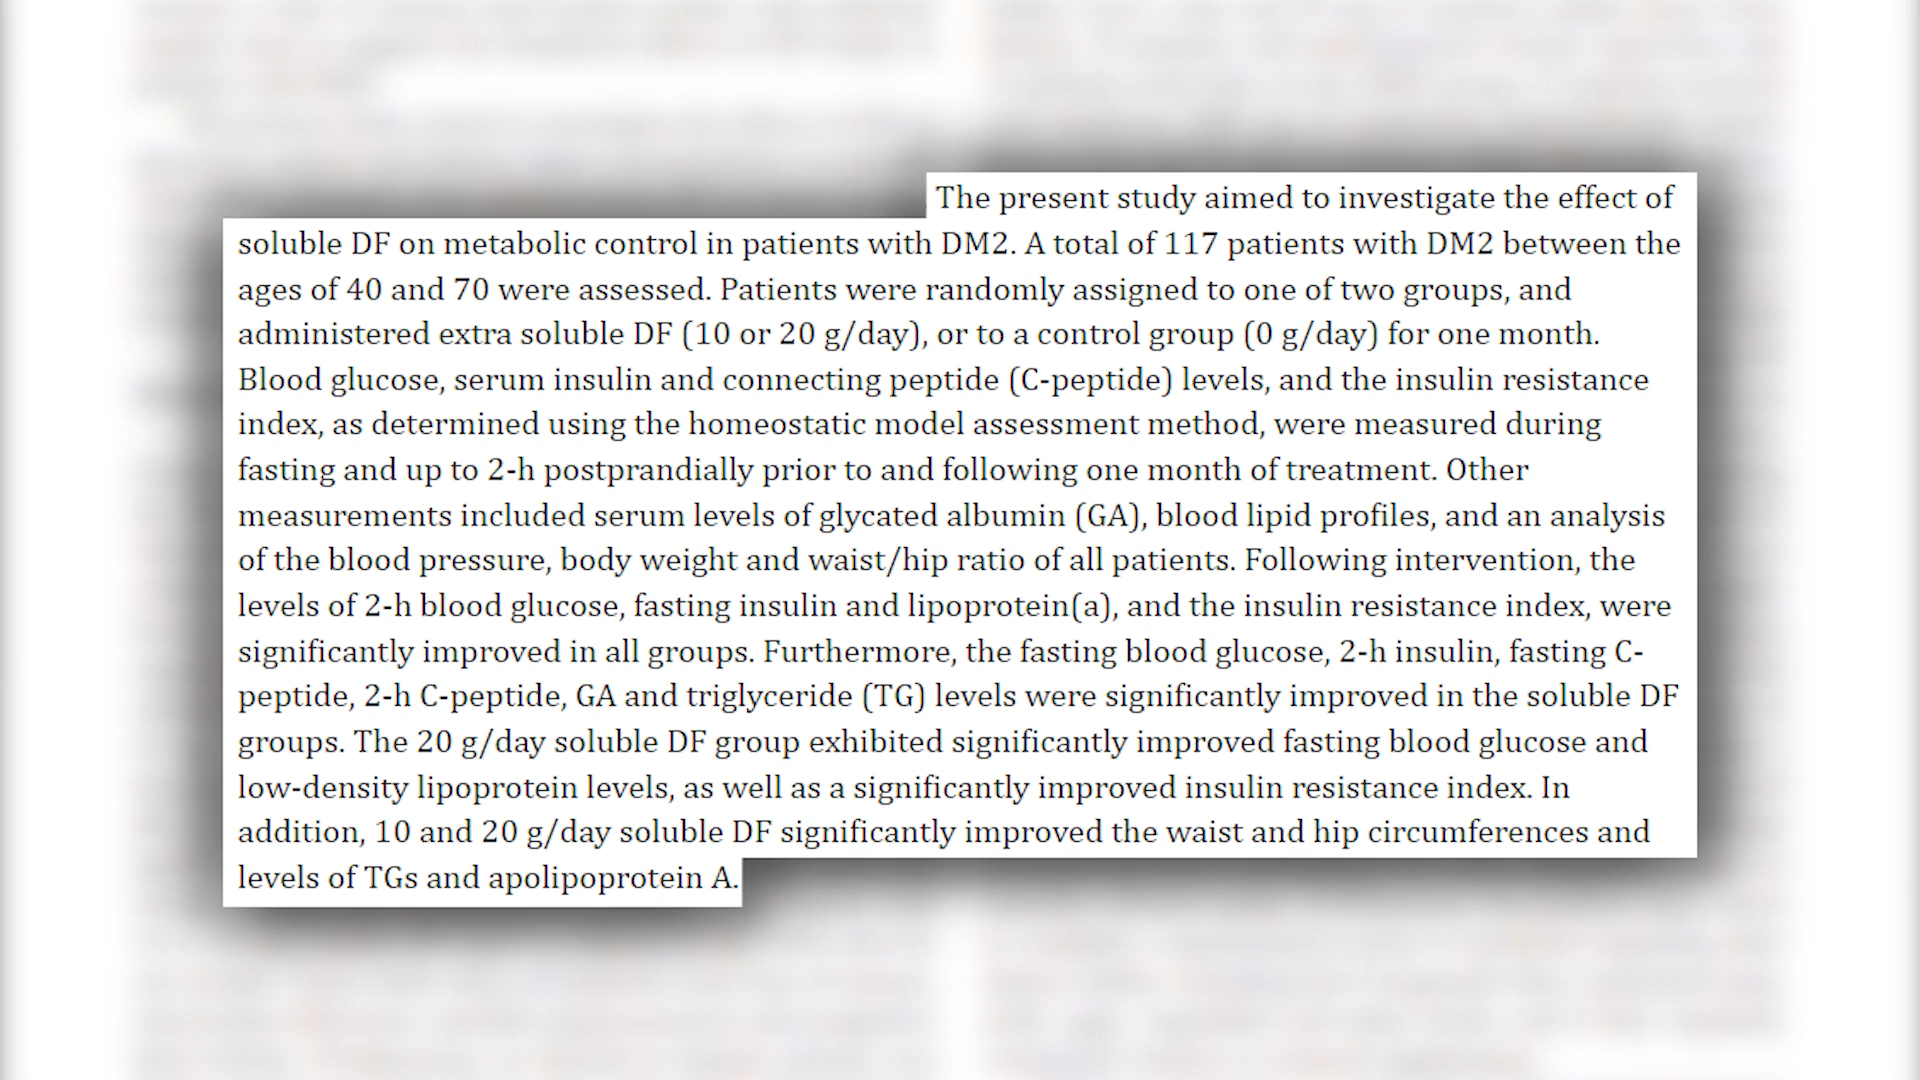 The present study aimed to investigate the effect of
soluble DF on metabolic control in patients with DM2. A total of 117 patients with DM2 between the
ages of 40 and 70 were assessed. Patients were randomly assigned to one of two groups, and
administered extra soluble DF (10 or 20 g/day), or to a control group (0 g/day) for one month.
Blood glucose, serum insulin and connecting peptide (C-peptide) levels, and the insulin resistance
index, as determined using the homeostatic model assessment method, were measured during
fasting and up to 2-h postprandially prior to and following one month of treatment. Other
measurements included serum levels of glycated albumin (GA), blood lipid profiles, and an analysis
of the blood pressure, body weight and waist/hip ratio of all patients. Following intervention, the
levels of 2-h blood glucose, fasting insulin and lipoprotein(a), and the insulin resistance index, were
significantly improved in all groups. Furthermore, the fasting blood glucose, 2-h insulin, fasting C-
peptide, 2-h C-peptide, GA and triglyceride (TG) levels were significantly improved in the soluble DF
groups. The 20 g/day soluble DF group exhibited significantly improved fasting blood glucose and
low-density lipoprotein levels, as well as a significantly improved insulin resistance index. In
addition, 10 and 20 g/day soluble DF significantly improved the waist and hip circumferences and
levels of TGs and apolipoprotein A.